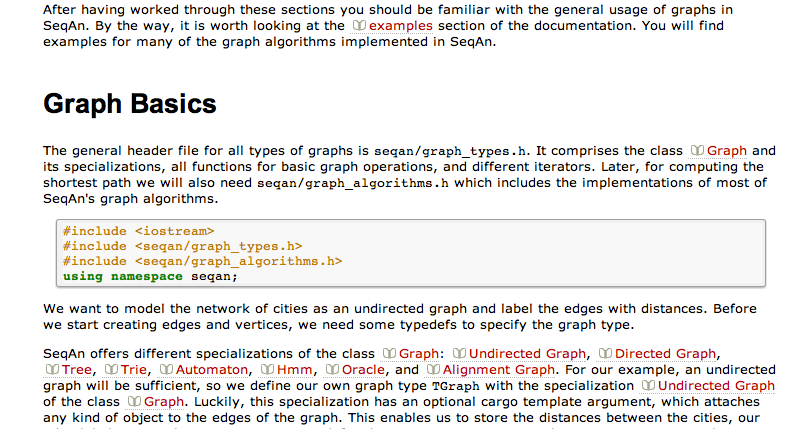 After having worked through these sections you should be familiar with the general usage of graphs in
SeqAn. By the way, it is worth looking at the examples section of the documentation. You will find
examples for many of the graph algorithms implemented in SeqAn.
Graph Basics
The general header file for all types of graphs is seqan/graph_types.h. It comprises the class Graph and
its specializations, all functions for basic graph operations, and different iterators. Later, for computing the
shortest path we will also need seqan/graph_algorithms.h which includes the implementations of most of
SeqAn's graph algorithms.
#include <iostream>
#include <seqan/graph_types.h>
#include <seqan/graph_algorithms.h>
using namespace seqan;
We want to model the network of cities as an undirected graph and label the edges with distances. Before
we start creating edges and vertices, we need some typedefs to specify the graph type.
SeqAn offers different specializations of the class Graph: Undirected Graph, Directed Graph,
Tree, Trie, Automaton, Hmm, Oracle, and Alignment Graph. For our example, an undirected
graph will be sufficient, so we define our own graph type TGraph with the specialization Undirected Graph
of the class Graph. Luckily, this specialization has an optional cargo template argument, which attaches
any kind of object to the edges of the graph. This enables us to store the distances between the cities, our